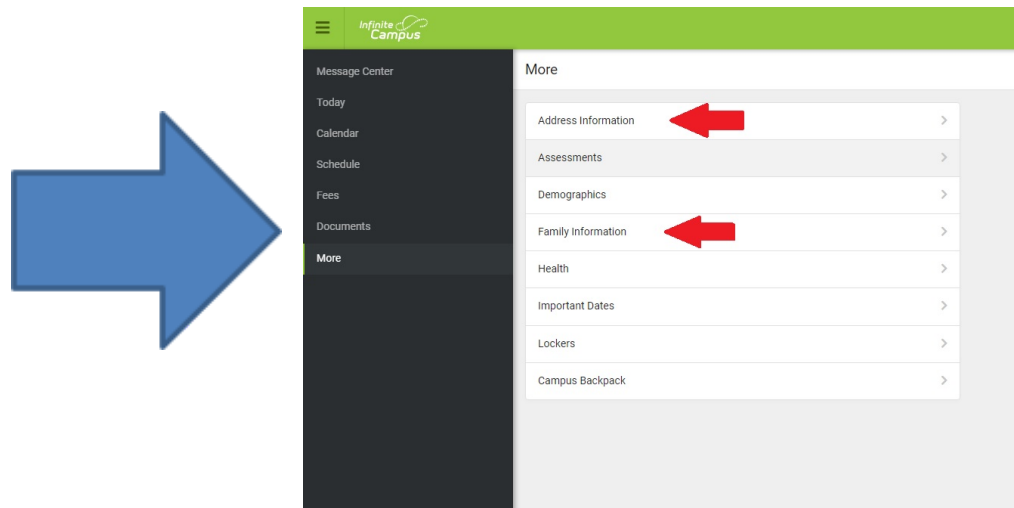 Infinite
Campus
Message Center
Today
Calendar
Schedule
Fees
Documents
More
More
Address Information
Assessments
Demographics
Family Information
Health
Important Dates
Lockers
Campus Backpack